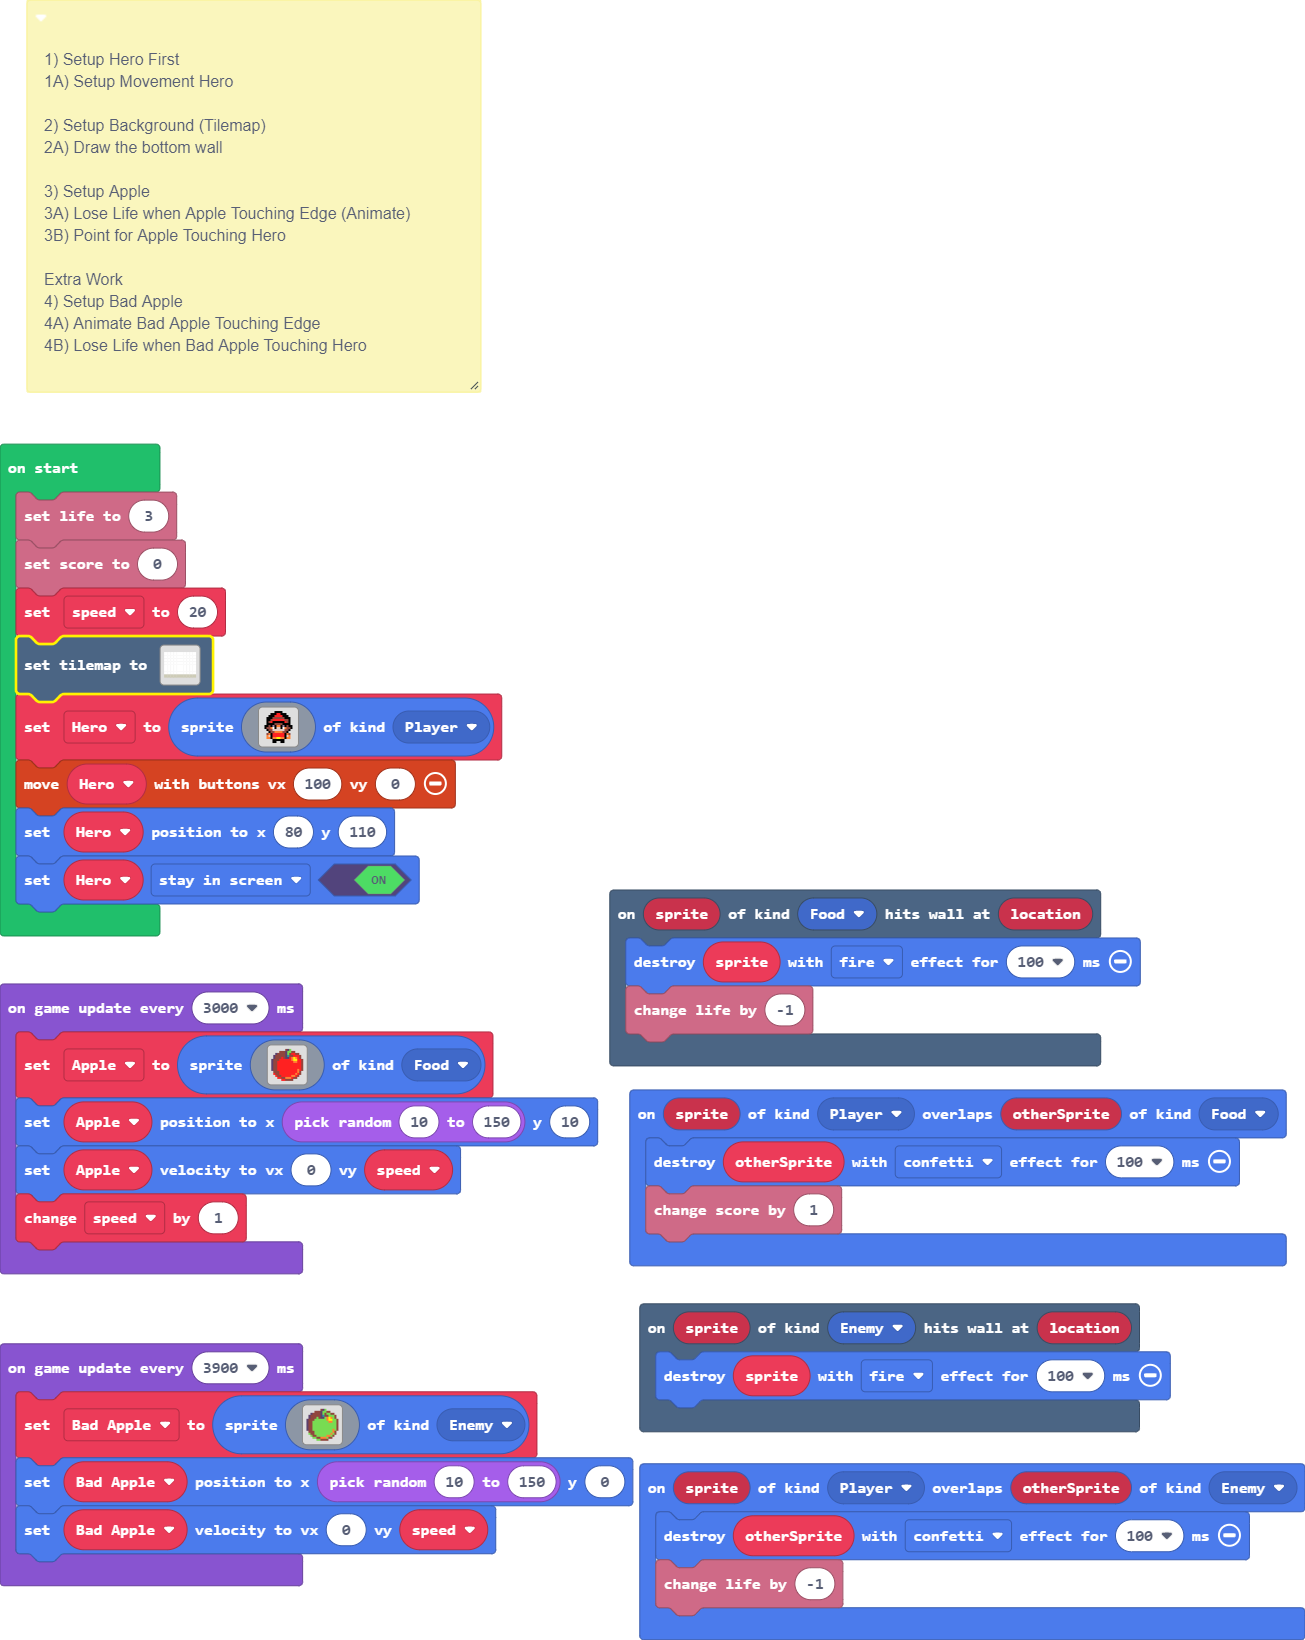 1) Setup Hero First
1A) Setup Movement Hero
2) Setup Background (Tilemap)
2A) Draw the bottom wall
3) Setup Apple
3A) Lose Life when Apple Touching Edge (Animate)
3B) Point for Apple Touching Hero
Extra Work
4) Setup Bad Apple
4A) Animate Bad Apple Touching Edge
4B) Lose Life when Bad Apple Touching Hero
on start
set life to 3
set score to 0
set speed to 20
set tilemap to
set Hero to sprite of kind Player
move Hero with buttons vx 100 vy 0
set Hero position to x 80 y 110
set Hero stay in screen ON
on game update every 3000 ms
set Apple to sprite of kind Food
set Apple position to x pick random 10 to 150 y 10
set Apple velocity to vx 0 vy speed
change speed by 1
on game update every 3900 ms
set Bad Apple to sprite of kind Enemy
set Bad Apple position to x pick random 10 to 150 y 0
set Bad Apple velocity to vx 0 vy speed
on sprite of kind Food hits wall at location
destroy sprite with fire effect for 100 ms
change life by -1
on sprite of kind Player overlaps otherSprite of kind Food
destroy otherSprite with confetti effect for 100 ms
change score by 1
on sprite of kind Enemy hits wall at location
destroy sprite with fire effect for 100 ms
on sprite of kind Player overlaps otherSprite of kind Enemy
destroy otherSprite with confetti effect for 100 ms
change life by -1